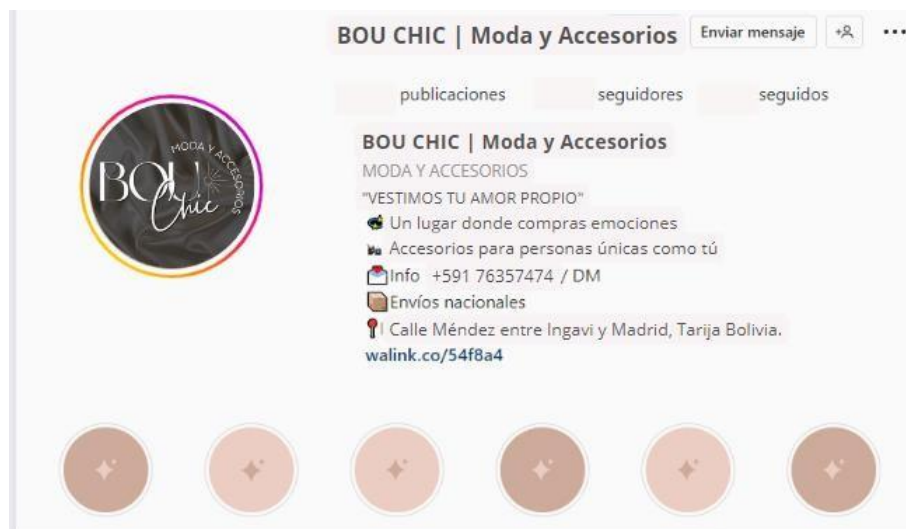 BOU CHIC | Moda y Accesorios Enviar mensaje
publicaciones seguidores seguidos
BOU Chic
MODA Y ACCESORIOS
BOU CHIC | Moda y Accesorios
MODA Y ACCESORIOS
"VESTIMOS TU AMOR PROPIO"
Un lugar donde compras emociones
Accesorios para personas únicas como tú
Info +591 76357474 / DM
Envíos nacionales
Calle Méndez entre Ingavi y Madrid, Tarija Bolivia.
walink.co/54f8a4